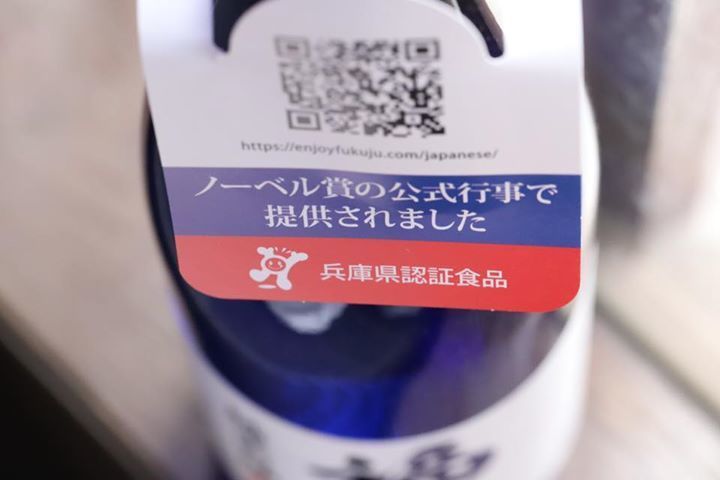 https://enjoyfukuju.com/japanese/
ノーベル賞の公式行事で
提供されました
兵庫県認証食品